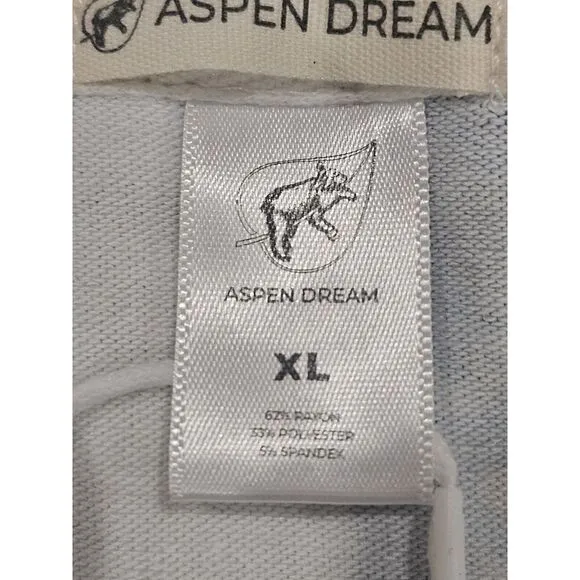 ASPEN DREAM
ASPEN DREAM
XL
62% RAYON
33% POLYESTER
5% SPANDEX